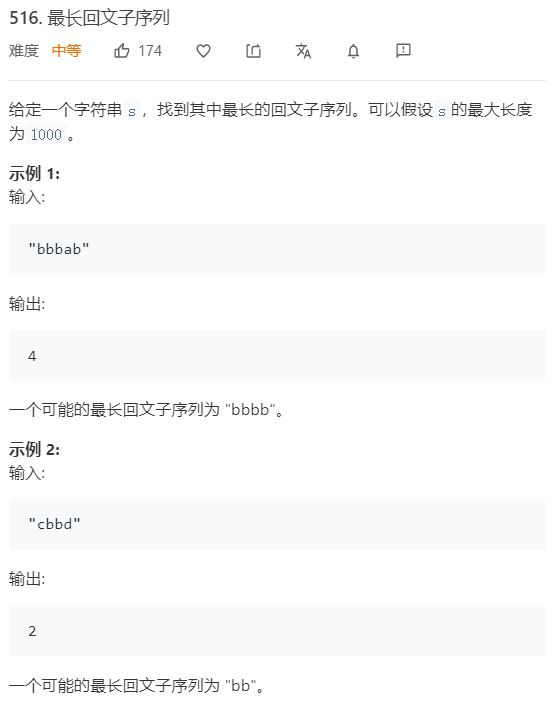 516. 最长回文子序列
难度 中等 174
给定一个字符串 s ，找到其中最长的回文子序列。可以假设 s 的最大长度
为 1000 。
示例 1:
输入:
"bbbab"
输出:
4
一个可能的最长回文子序列为 "bbbb"。
示例 2:
输入:
"cbbd"
输出:
2
一个可能的最长回文子序列为 "bb"。